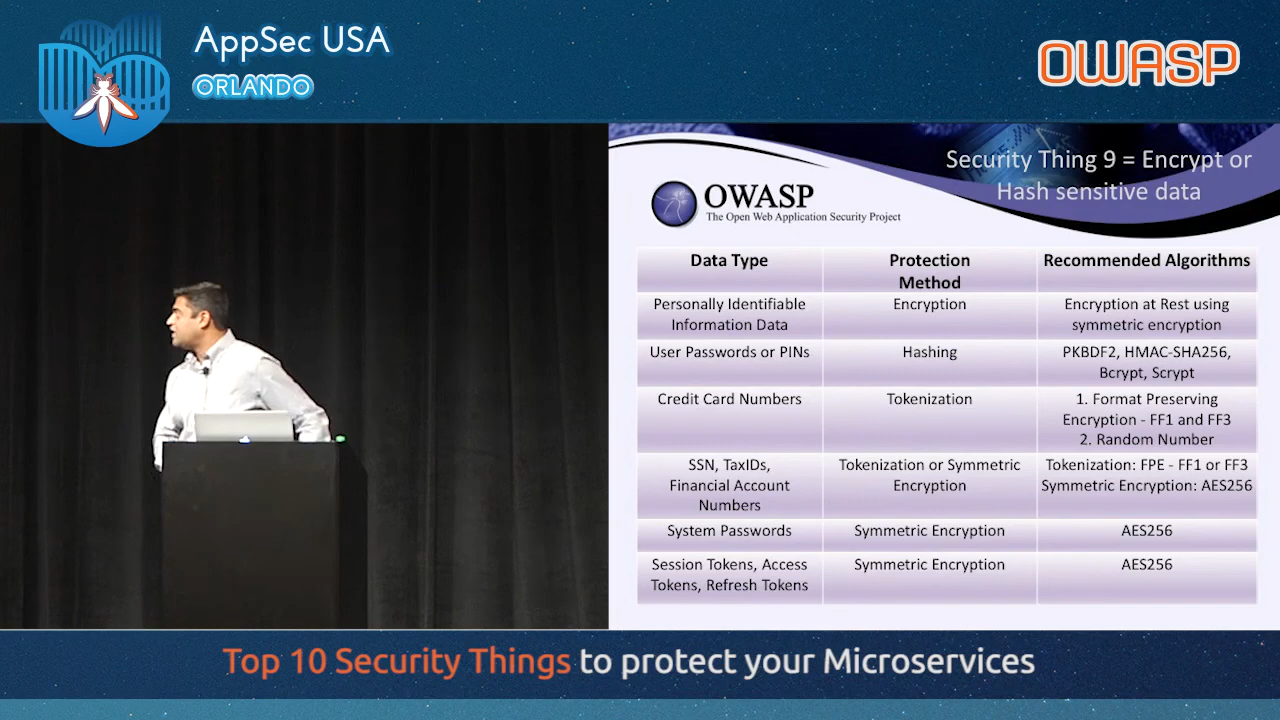 AppSec USA
ORLANDO
OWASP
Security Thing 9 = Encrypt or
Hash sensitive data
OWASP
The Open Web Application Security Project
Data Type
Protection
Method
Recommended Algorithms
Personally Identifiable
Information Data
Encryption
Encryption at Rest using
symmetric encryption
User Passwords or PINs
Hashing
PKBDF2, HMAC-SHA256,
Bcrypt, Scrypt
Credit Card Numbers
Tokenization
1. Format Preserving
Encryption - FF1 and FF3
2. Random Number
SSN, TaxIDs,
Financial Account
Numbers
Tokenization or Symmetric
Encryption
Tokenization: FPE - FF1 or FF3
Symmetric Encryption: AES256
System Passwords
Symmetric Encryption
AES256
Session Tokens, Access
Tokens, Refresh Tokens
Symmetric Encryption
AES256
Top 10 Security Things to protect your Microservices